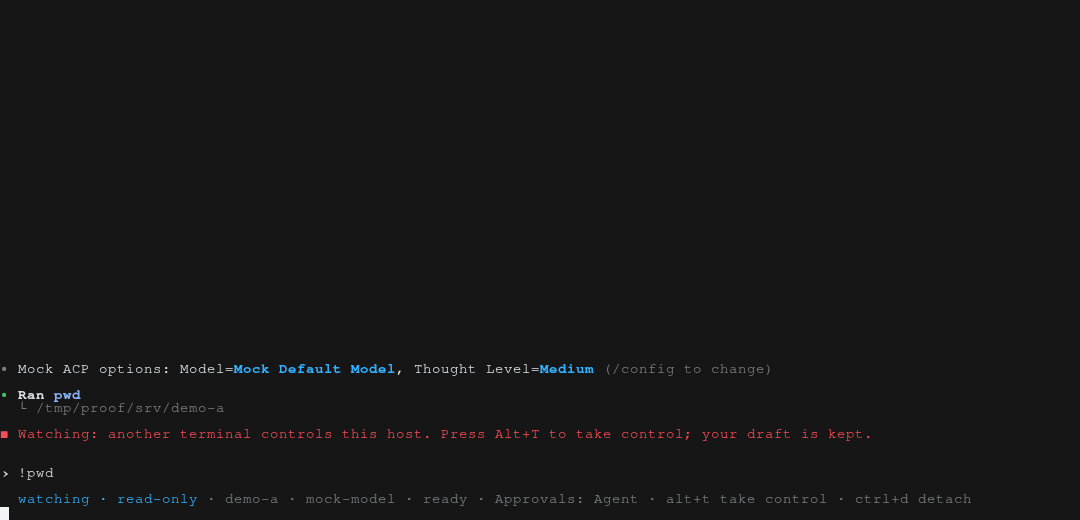 • Mock ACP options: Model=Mock Default Model, Thought Level=Medium (/config to change)
• Ran pwd
└ /tmp/proof/srv/demo-a
■ Watching: another terminal controls this host. Press Alt+T to take control; your draft is kept.
› !pwd
watching · read-only · demo-a · mock-model · ready · Approvals: Agent · alt+t take control · ctrl+d detach